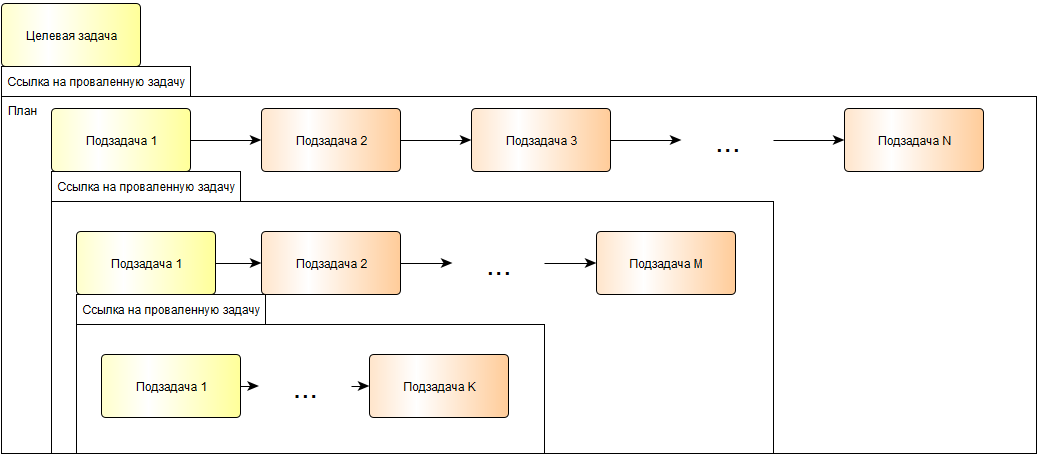 Целевая задача
Ссылка на проваленную задачу
План
Подзадача 1
Подзадача 2
Подзадача 3
...
Подзадача N
Ссылка на проваленную задачу
Подзадача 1
Подзадача 2
...
Подзадача M
Ссылка на проваленную задачу
Подзадача 1
...
Подзадача K